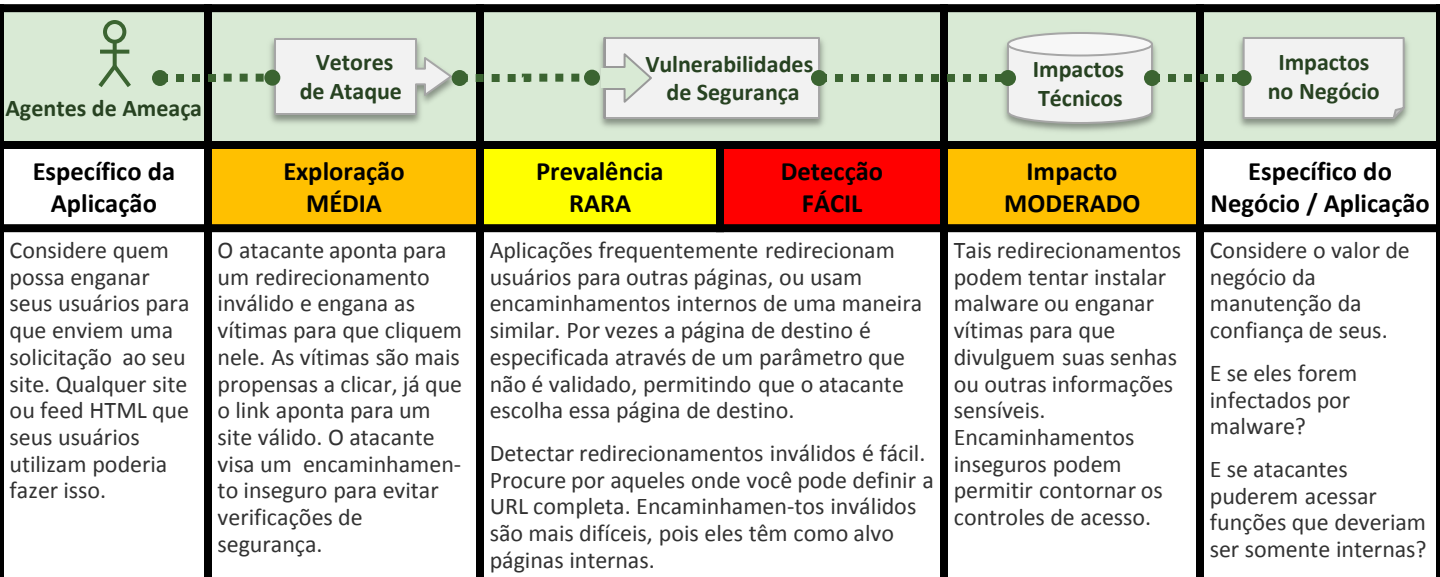 Agentes de Ameaça
Vetores
de Ataque
Vulnerabilidades
de Segurança
Impactos
Técnicos
Impactos
no Negócio
Específico da
Aplicação
Exploração
MÉDIA
Prevalência
RARA
Detecção
FÁCIL
Impacto
MODERADO
Específico do
Negócio / Aplicação
Considere quem
possa enganar
seus usuários para
que enviem uma
solicitação ao seu
site. Qualquer site
ou feed HTML que
seus usuários
utilizam poderia
fazer isso.
O atacante aponta para
um redirecionamento
inválido e engana as
vítimas para que cliquem
nele. As vítimas são mais
propensas a clicar, já que
o link aponta para um
site válido. O atacante
visa um encaminhamen-
to inseguro para evitar
verificações de
segurança.
Aplicações frequentemente redirecionam
usuários para outras páginas, ou usam
encaminhamentos internos de uma maneira
similar. Por vezes a página de destino é
especificada através de um parâmetro que
não é validado, permitindo que o atacante
escolha essa página de destino.
Detectar redirecionamentos inválidos é fácil.
Procure por aqueles onde você pode definir a
URL completa. Encaminhamen-tos inválidos
são mais difíceis, pois eles têm como alvo
páginas internas.
Tais redirecionamentos
podem tentar instalar
malware ou enganar
vítimas para que
divulguem suas senhas
ou outras informações
sensíveis.
Encaminhamentos
inseguros podem
permitir contornar os
controles de acesso.
Considere o valor de
negócio da
manutenção da
confiança de seus.
E se eles forem
infectados por
malware?
E se atacantes
puderem acessar
funções que deveriam
ser somente internas?